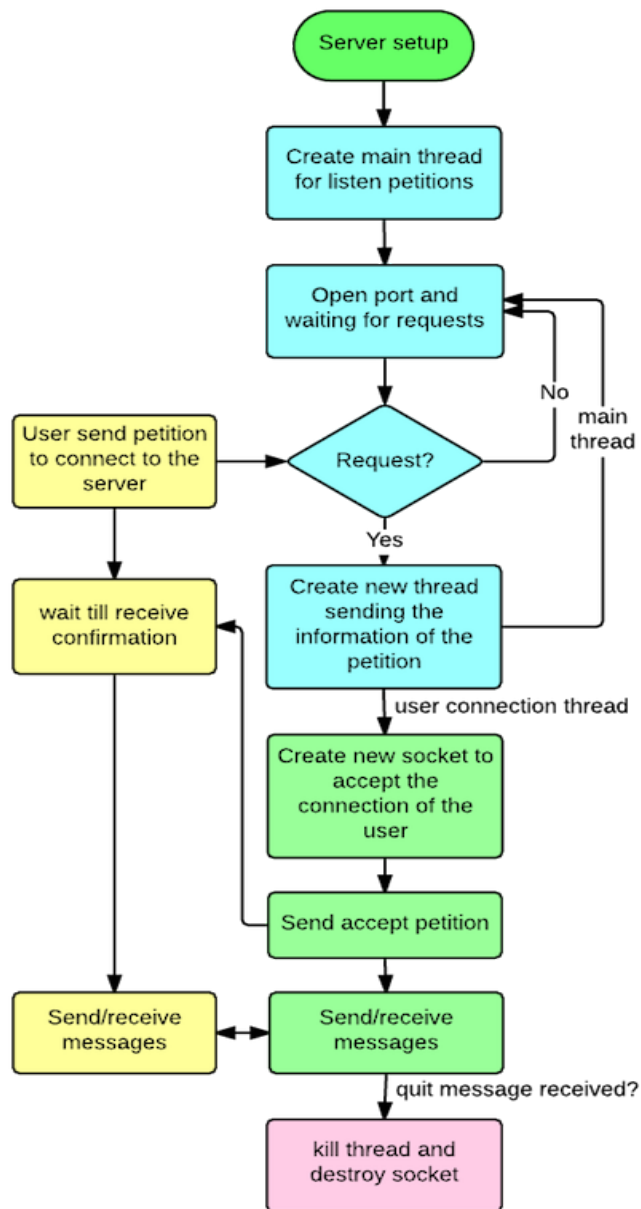 Server setup
Create main thread
for listen petitions
Open port and
waiting for requests
No
main
thread
User send petition
to connect to the
server
Request?
Yes
wait till receive
confirmation
Create new thread
sending the
information of the
petition
user connection thread
Create new socket to
accept the
connection of the
user
Send accept petition
Send/receive
messages
Send/receive
messages
quit message received?
kill thread and
destroy socket